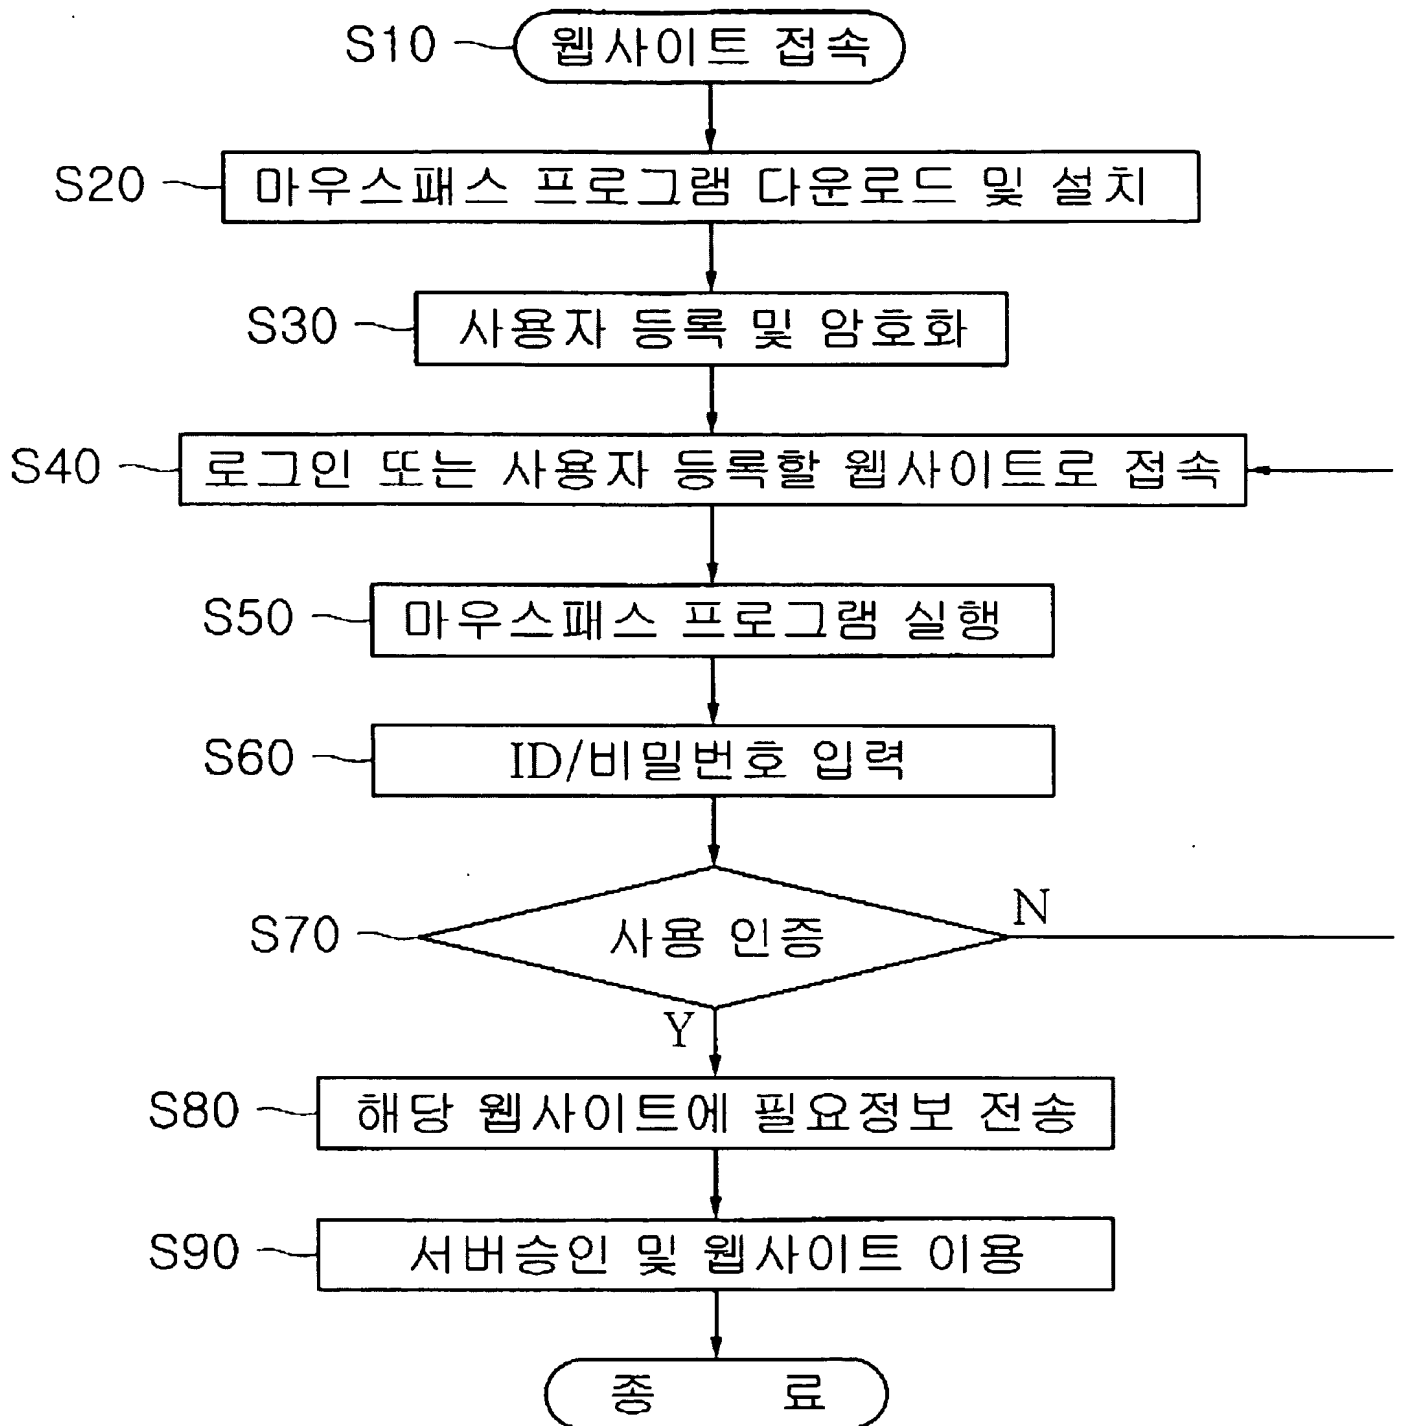 S10 웹사이트 접속
S20 마우스패스 프로그램 다운로드 및 설치
S30 사용자 등록 및 암호화
S40 로그인 또는 사용자 등록할 웹사이트로 접속
S50 마우스패스 프로그램 실행
S60 ID/비밀번호 입력
S70 사용 인증 N
Y
S80 해당 웹사이트에 필요정보 전송
S90 서버승인 및 웹사이트 이용
종 료